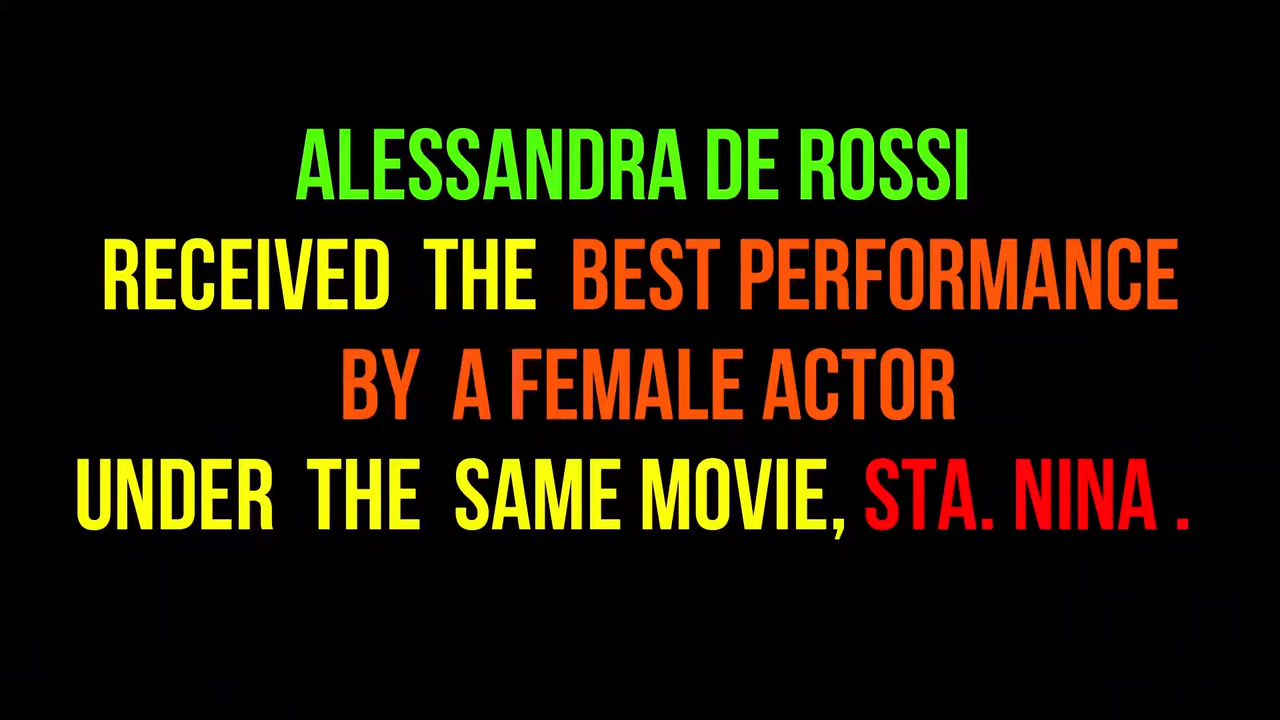 ALESSANDRA DE ROSSI
RECEIVED THE BEST PERFORMANCE
BY A FEMALE ACTOR
UNDER THE SAME MOVIE, STA. NINA .